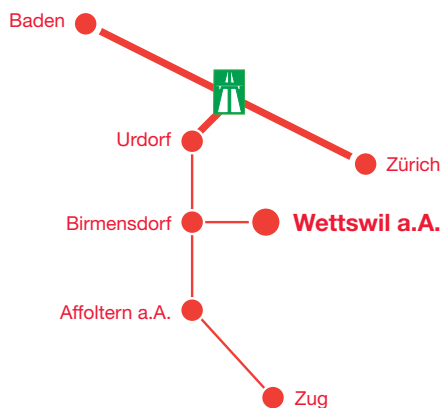 Baden
Urdorf
Zürich
Birmensdorf
Wettswil a.A.
Affoltern a.A.
Zug